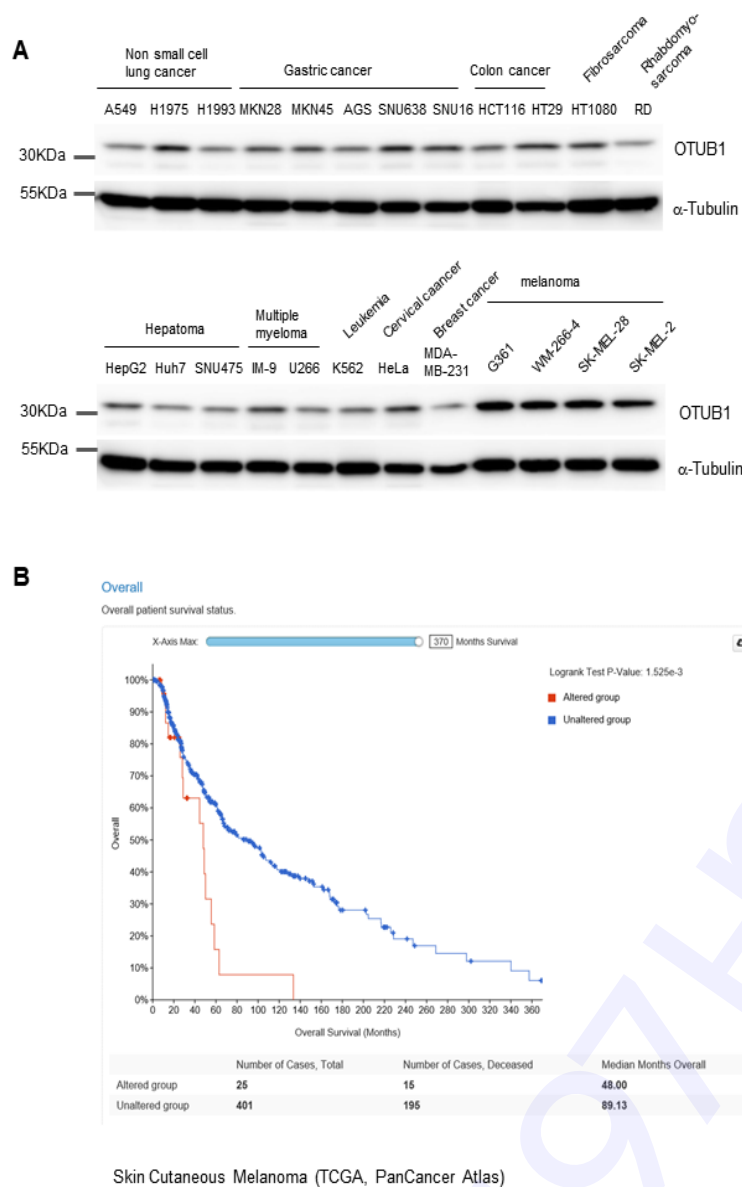 A
Non small cell
lung cancer
Gastric cancer
Colon cancer
Fibrosarcoma
Rhabdomyo-
sarcoma
A549 H1975 H1993 MKN28 MKN45 AGS SNU638 SNU16 HCT116 HT29 HT1080 RD
30KDa
OTUB1
55KDa
α-Tubulin
Hepatoma
Multiple
myeloma
Leukemia
Cervical caancer
Breast cancer
melanoma
HepG2 Huh7 SNU475 IM-9 U266 K562 HeLa MDA-
MB-231
G361 WM-266-4 SK-MEL-28 SK-MEL-2
30KDa
OTUB1
55KDa
α-Tubulin
B
Overall
Overall patient survival status.
X-Axis Max: 370 Months Survival
Logrank Test P-Value: 1.525e-3
Altered group
Unaltered group
100%
90%
80%
70%
60%
50%
40%
30%
20%
10%
0%
Overall
0 20 40 60 80 100 120 140 160 180 200 220 240 260 280 300 320 340 360
Overall Survival (Months)
Number of Cases, Total Number of Cases, Deceased Median Months Overall
Altered group 25 15 48.00
Unaltered group 401 195 89.13
Skin Cutaneous Melanoma (TCGA, PanCancer Atlas)